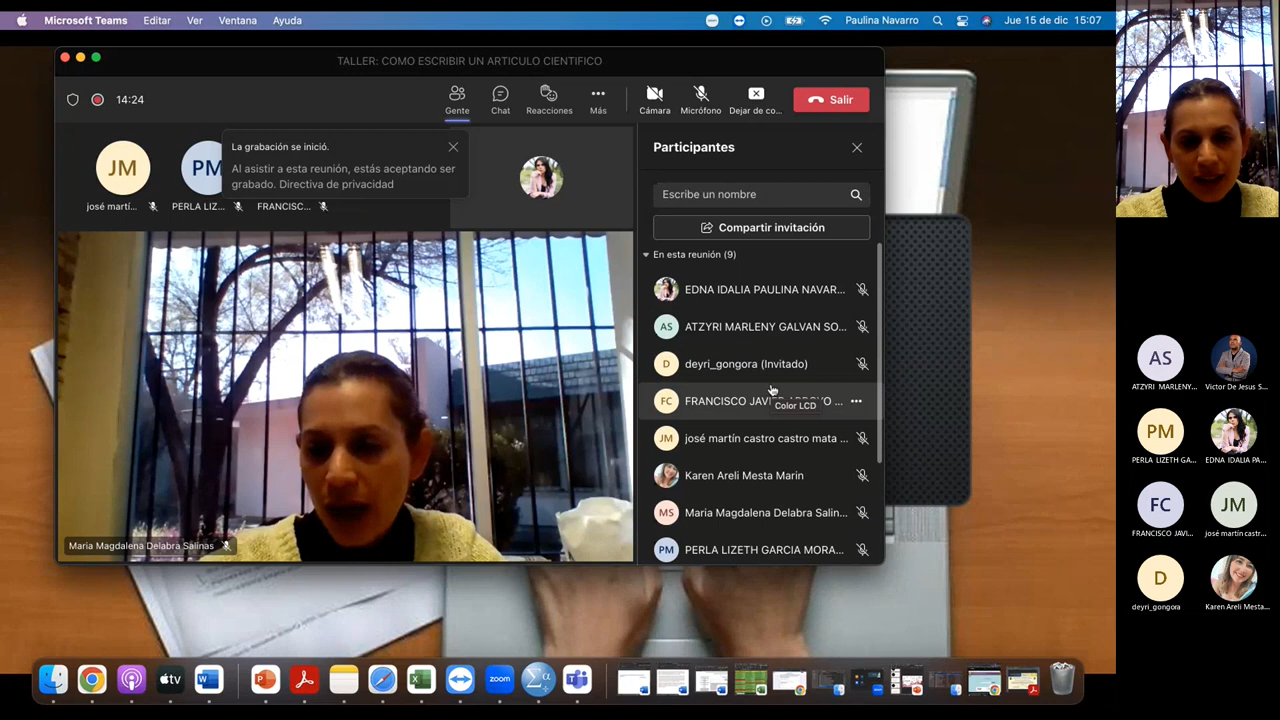 Microsoft Teams Editar Ver Ventana Ayuda
Paulina Navarro Jue 15 de dic 15:07
TALLER: COMO ESCRIBIR UN ARTICULO CIENTIFICO
14:24
Gente Chat Reacciones Más Cámara Micrófono Dejar de co... Salir
La grabación se inició.
Al asistir a esta reunión, estás aceptando ser
grabado. Directiva de privacidad
JM PM
josé martí... PERLA LIZ... FRANCISC...
Maria Magdalena Delabra Salinas
Participantes
Escribe un nombre
Compartir invitación
En esta reunión (9)
EDNA IDALIA PAULINA NAVAR...
AS ATZYRI MARLENY GALVAN SO...
D deyri_gongora (Invitado)
FC FRANCISCO JAVIER ARROYO ...
Color LCD
JM josé martín castro castro mata ...
Karen Areli Mesta Marin
MS Maria Magdalena Delabra Salin...
PM PERLA LIZETH GARCIA MORA...
AS
ATZYRI MARLENY... Victor De Jesus S...
PM
PERLA LIZETH GA... EDNA IDALIA PA...
FC JM
FRANCISCO JAVI... josé martín castr...
D
deyri_gongora Karen Areli Mesta...
tv zoom